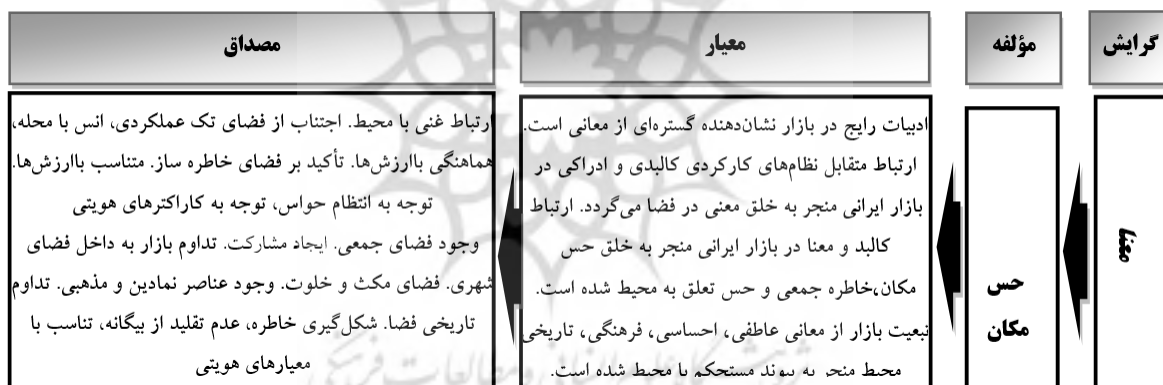 گرایش
مؤلفه
معیار
مصداق
معنا
حس
مکان
ادبیات رایج در بازار نشان‌دهنده گستره‌ای از معانی است.
ارتباط متقابل نظام‌های کارکردی کالبدی و ادراکی در
بازار ایرانی منجر به خلق معنی در فضا می‌گردد. ارتباط
کالبد و معنا در بازار ایرانی منجر به خلق حس
مکان،خاطره جمعی و حس تعلق به محیط شده است.
تبعیت بازار از معانی عاطفی، احساسی، فرهنگی، تاریخی
محیط منجر به پیوند مستحکم با محیط شده است.
ارتباط غنی با محیط. اجتناب از فضای تک عملکردی، انس با محله،
هماهنگی باارزش‌ها. تأکید بر فضای خاطره ساز. متناسب باارزش‌ها.
توجه به انتظام حواس، توجه به کاراکترهای هویتی
وجود فضای جمعی. ایجاد مشارکت. تداوم بازار به داخل فضای
شهری. فضای مکث و خلوت. وجود عناصر نمادین و مذهبی. تداوم
تاریخی فضا. شکل‌گیری خاطره، عدم تقلید از بیگانه، تناسب با
معیارهای هویتی
پژوهشگاه علوم انسانی و مطالعات فرهنگی